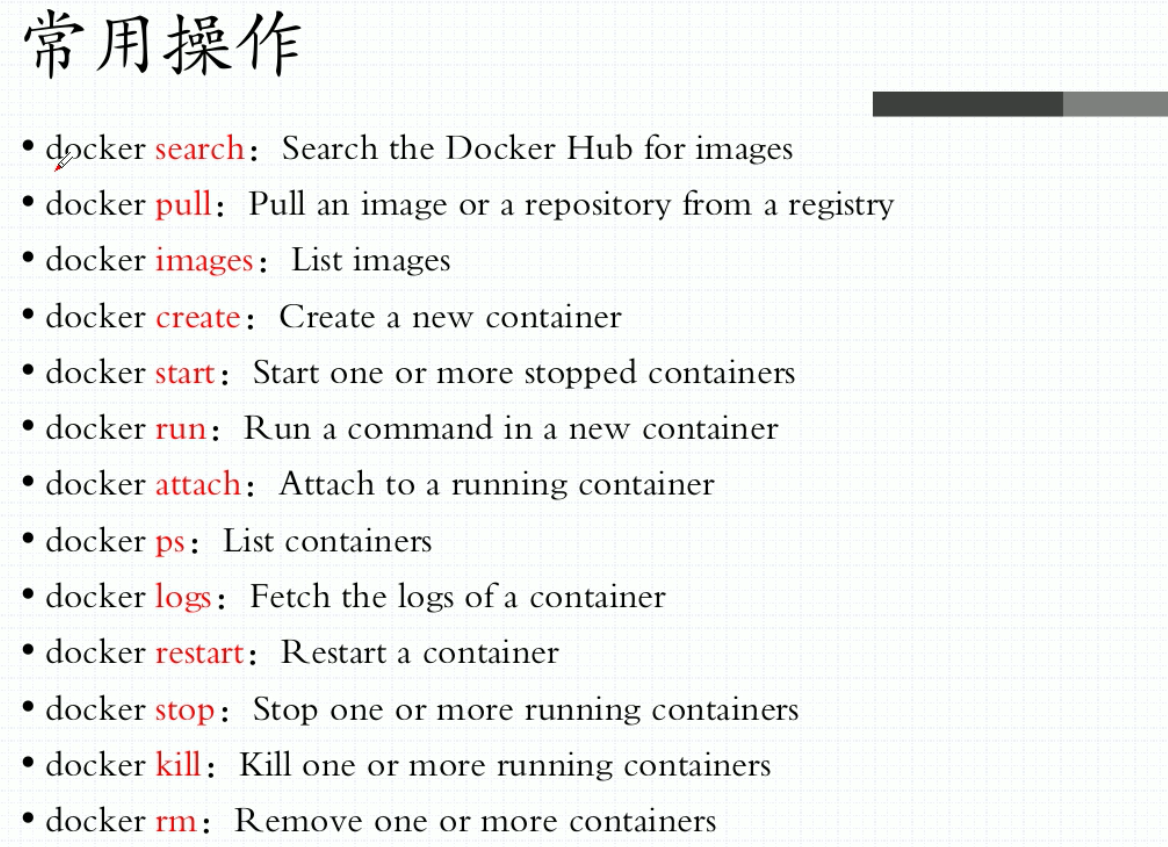 常用操作
• docker search：Search the Docker Hub for images
• docker pull：Pull an image or a repository from a registry
• docker images：List images
• docker create：Create a new container
• docker start：Start one or more stopped containers
• docker run：Run a command in a new container
• docker attach：Attach to a running container
• docker ps：List containers
• docker logs：Fetch the logs of a container
• docker restart：Restart a container
• docker stop：Stop one or more running containers
• docker kill：Kill one or more running containers
• docker rm：Remove one or more containers